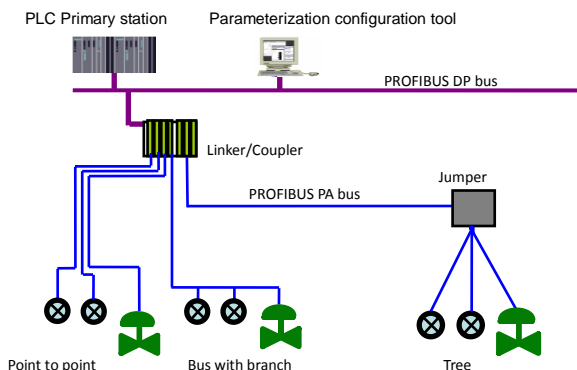 PLC Primary station
Parameterization configuration tool
PROFIBUS DP bus
Linker/Coupler
PROFIBUS PA bus
Jumper
Point to point
Bus with branch
Tree